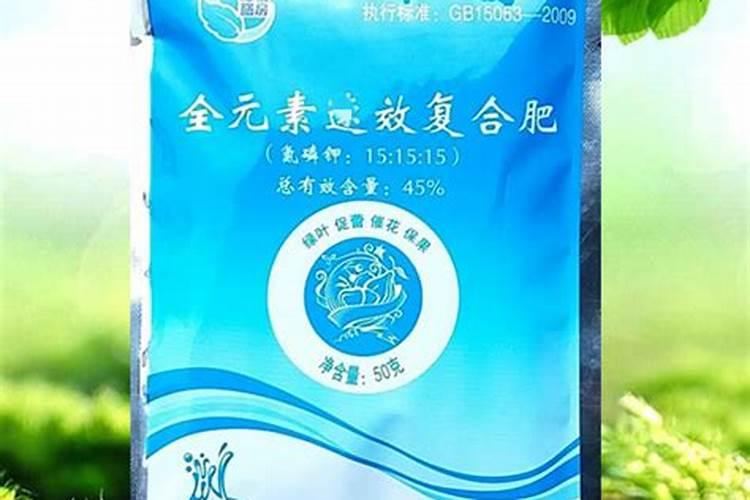 执行标准：GB15063—2009
全元素速效复合肥
（氮磷钾：15:15:15）
总有效含量：45%
绿叶 促蕾 催花 保果
净含量：50克